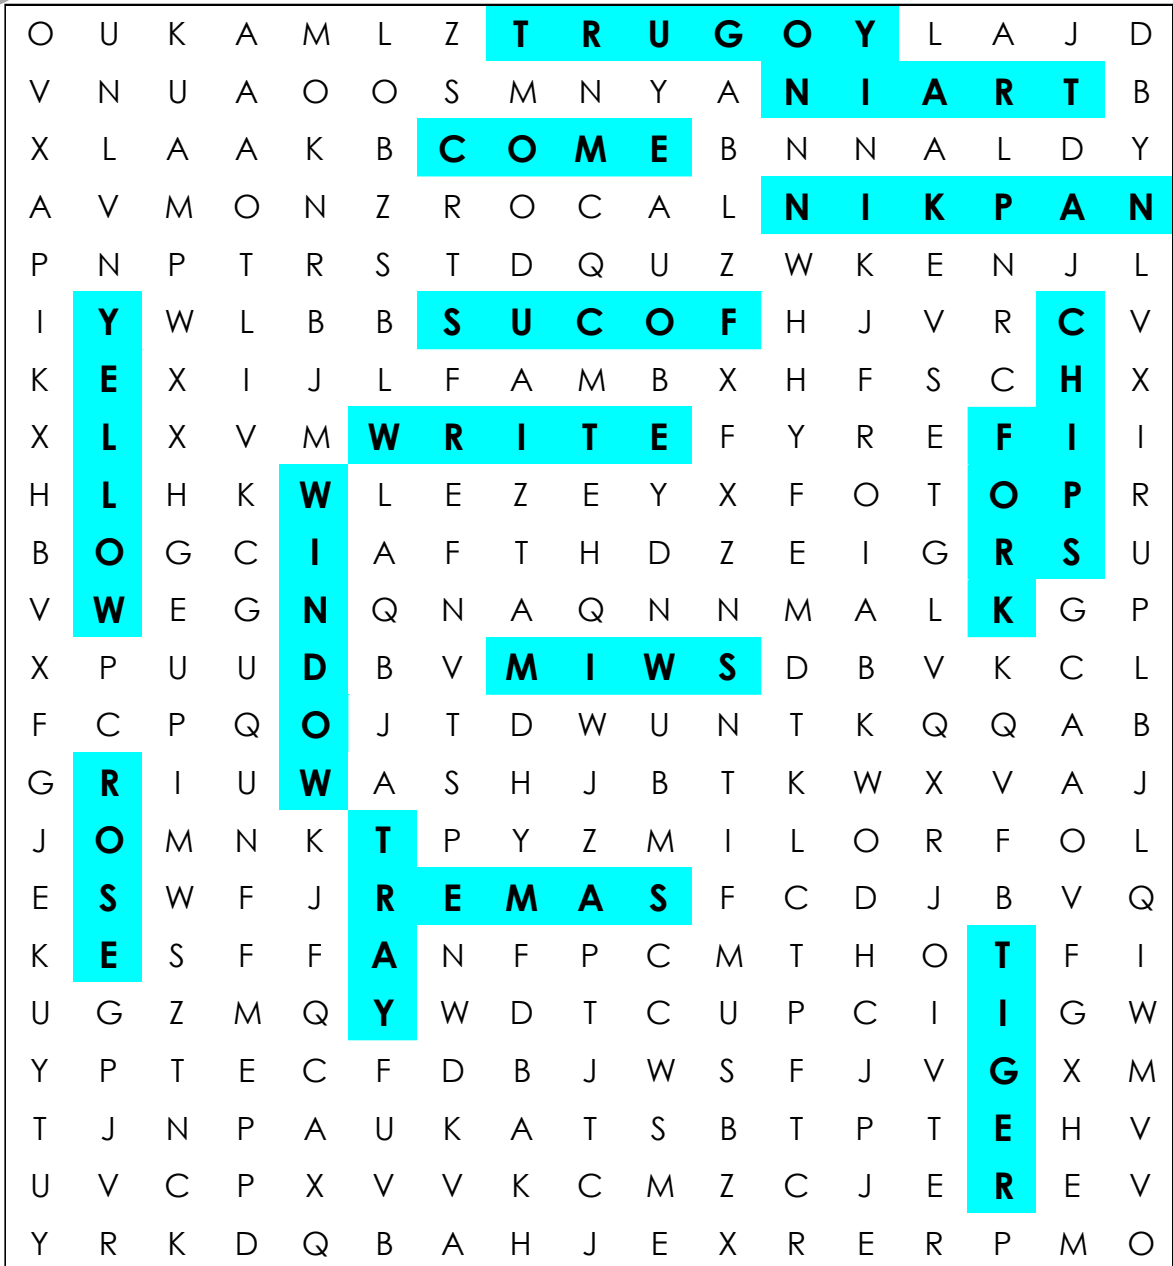 O U K A M L Z T R U G O Y L A J D
V N U A O O S M N Y A N I A R T B
X L A A K B C O M E B N N A L D Y
A V M O N Z R O C A L N I K P A N
P N P T R S T D Q U Z W K E N J L
I Y W L B B S U C O F H J V R C V
K E X I J L F A M B X H F S C H X
X L X V M W R I T E F Y R E F I I
H L H K W L E Z E Y X F O T O P R
B O G C I A F T H D Z E I G R S U
V W E G N Q N A Q N N M A L K G P
X P U U D B V M I W S D B V K C L
F C P Q O J T D W U N T K Q Q A B
G R I U W A S H J B T K W X V A J
J O M N K T P Y Z M I L O R F O L
E S W F J R E M A S F C D J B V Q
K E S F F A N F P C M T H O T F I
U G Z M Q Y W D T C U P C I I G W
Y P T E C F D B J W S F J V G X M
T J N P A U K A T S B T P T E H V
U V C P X V V K C M Z C J E R E V
Y R K D Q B A H J E X R E R P M O